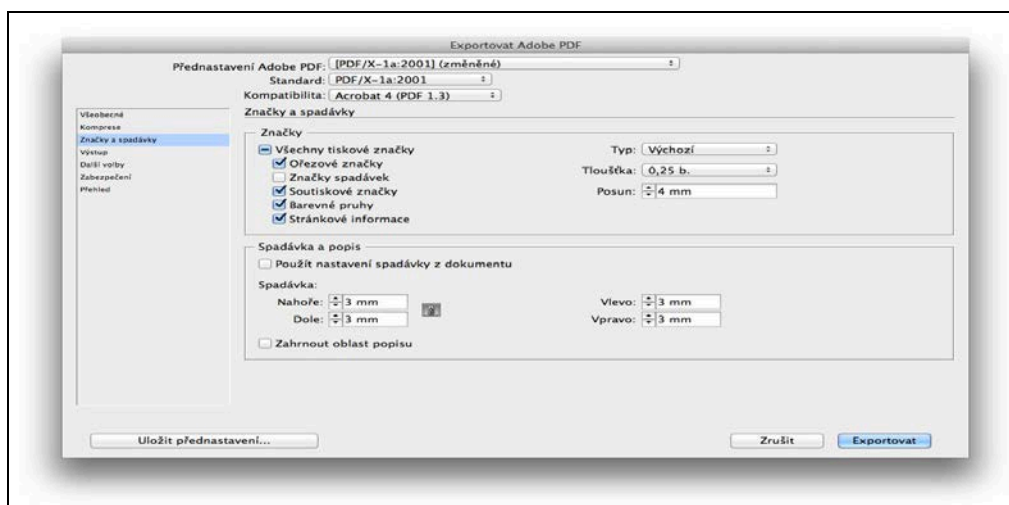 Exportovat Adobe PDF
Přednastavení Adobe PDF: [PDF/X-1a:2001] (změněné)
Standard: PDF/X-1a:2001
Kompatibilita: Acrobat 4 (PDF 1.3)
Všeobecné
Komprese
Značky a spadávky
Výstup
Další volby
Zabezpečení
Přehled
Značky a spadávky
Značky
Všechny tiskové značky
Ořezové značky
Značky spadávek
Soutiskové značky
Barevné pruhy
Stránkové informace
Typ: Výchozí
Tloušťka: 0,25 b.
Posun: 4 mm
Spadávka a popis
Použít nastavení spadávky z dokumentu
Spadávka:
Nahoře: 3 mm
Dole: 3 mm
Vlevo: 3 mm
Vpravo: 3 mm
Zahrnout oblast popisu
Uložit přednastavení...
Zrušit
Exportovat